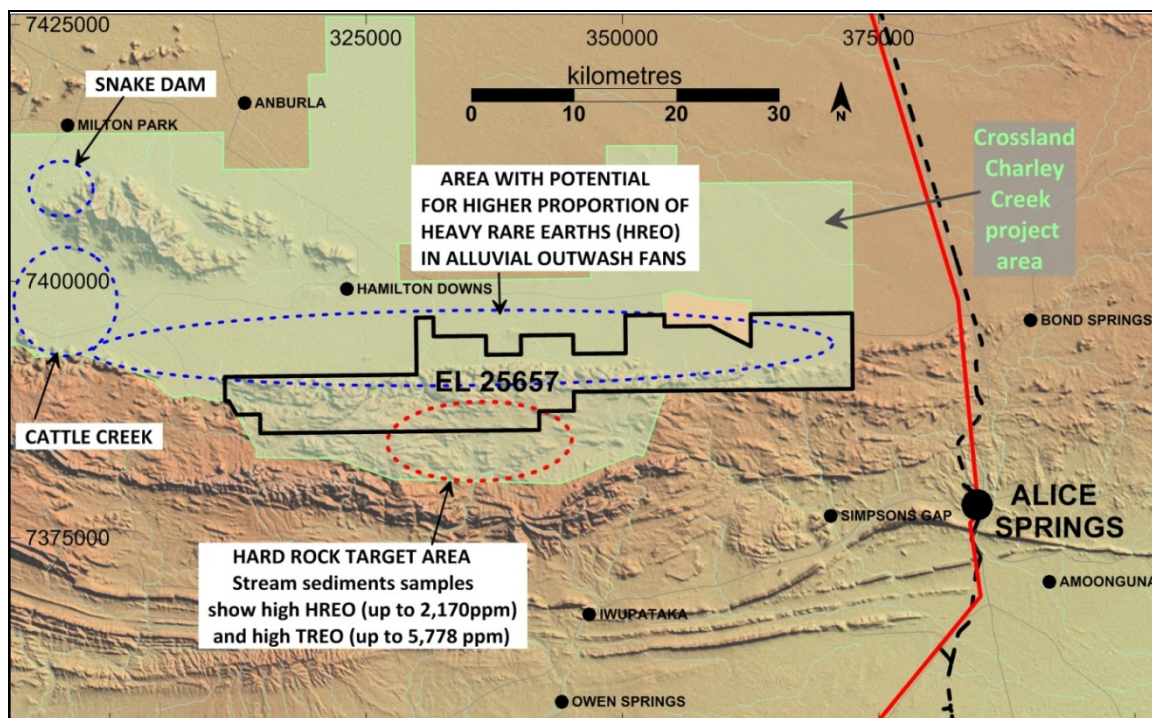 7425000
325000
350000
375000
kilometres
0
10
20
30
N
SNAKE DAM
ANBURLA
MILTON PARK
AREA WITH POTENTIAL
FOR HIGHER PROPORTION OF
HEAVY RARE EARTHS (HREO)
IN ALLUVIAL OUTWASH FANS
Crossland
Charley
Creek
project
area
7400000
HAMILTON DOWNS
BOND SPRINGS
EL 25657
CATTLE CREEK
HARD ROCK TARGET AREA
Stream sediments samples
show high HREO (up to 2,170ppm)
and high TREO (up to 5,778 ppm)
SIMPSONS GAP
ALICE
SPRINGS
7375000
AMOONGUNA
IWUPATAKA
OWEN SPRINGS